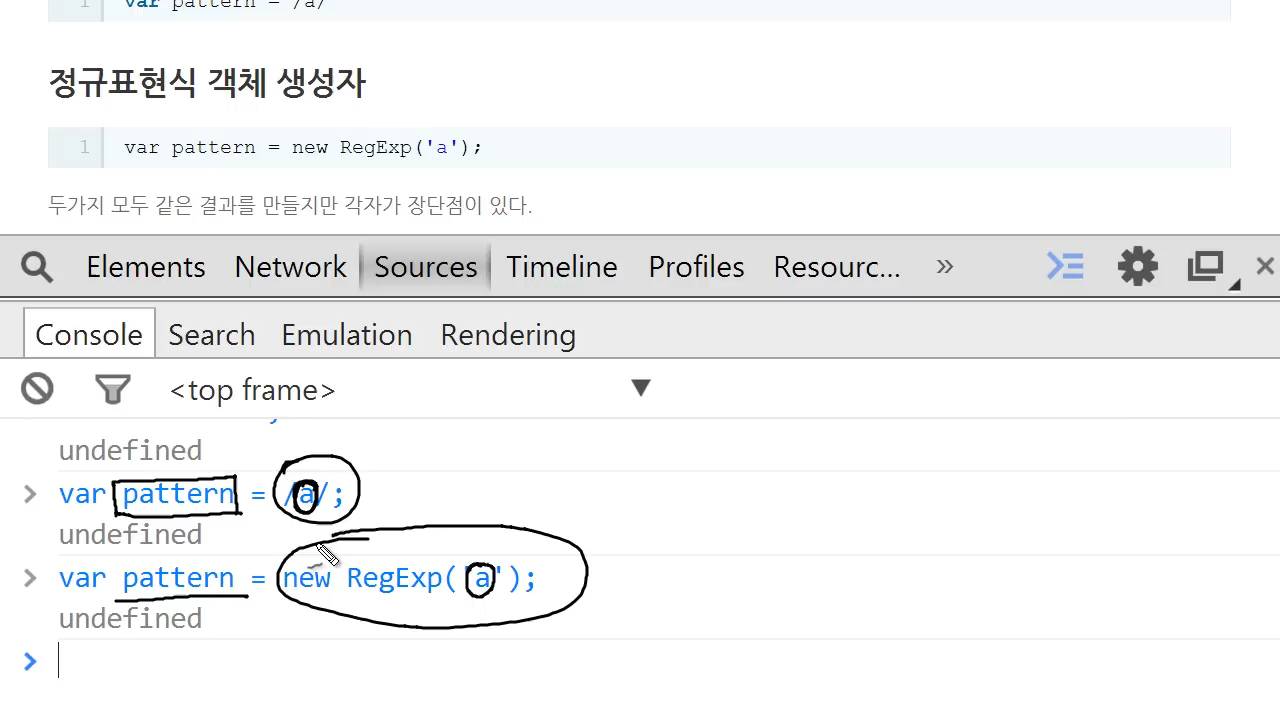 1 var pattern = /a/
정규표현식 객체 생성자
1 var pattern = new RegExp('a');
두가지 모두 같은 결과를 만들지만 각자가 장단점이 있다.
Elements Network Sources Timeline Profiles Resourc... »
Console Search Emulation Rendering
<top frame>
undefined
> var pattern = /a/;
undefined
> var pattern = new RegExp('a');
undefined
>